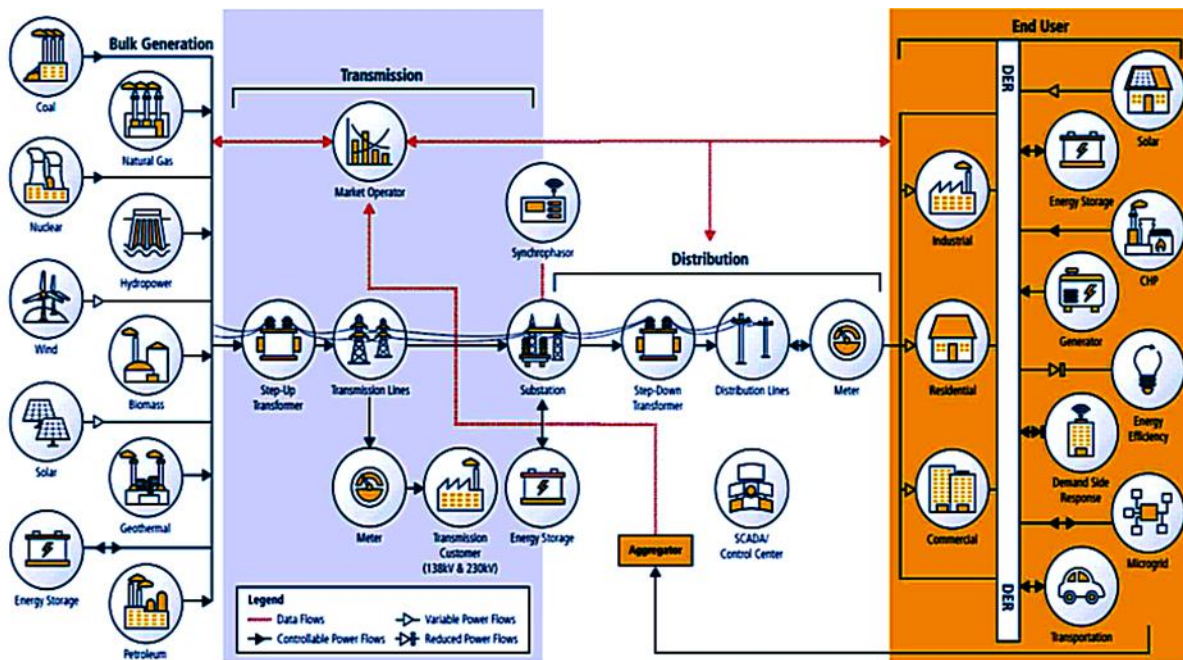 Bulk Generation
Coal
Natural Gas
Nuclear
Hydropower
Wind
Biomass
Solar
Geothermal
Energy Storage
Petroleum
Transmission
Market Operator
Synchrophasor
Step-Up
Transformer
Transmission Lines
Substation
Meter
Transmission
Customer
(138kV & 230kV)
Energy Storage
Distribution
Step-Down
Transformer
Distribution Lines
Meter
SCADA/
Control Center
Aggregator
Legend
Data Flows
Controllable Power Flows
Variable Power Flows
Reduced Power Flows
End User
DER
Industrial
Residential
Commercial
DER
Solar
Energy Storage
CHP
Generator
Energy
Efficiency
Demand Side
Response
Microgrid
Transportation